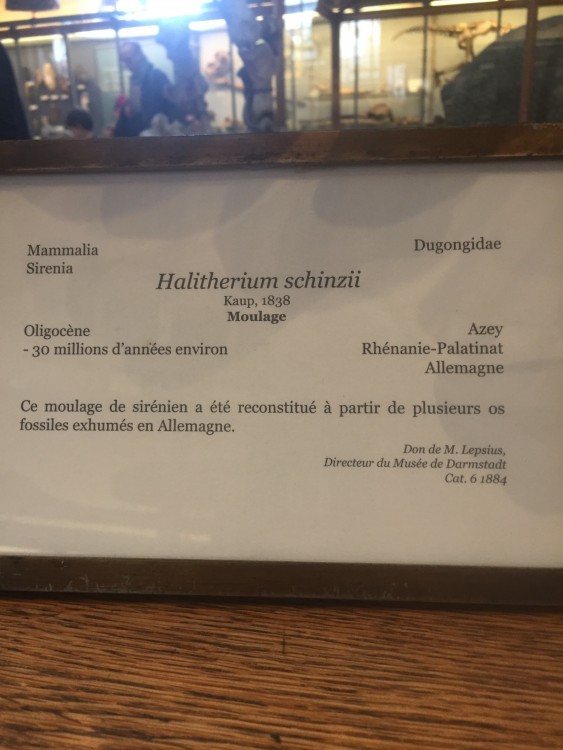 Mammalia
Dugongidae
Sirenia
Halitherium schinzii
Kaup, 1838
Moulage
Oligocène
Azey
- 30 millions d'années environ
Rhénanie-Palatinat
Allemagne
Ce moulage de sirénien a été reconstitué à partir de plusieurs os
fossiles exhumés en Allemagne.
Don de M. Lepsius,
Directeur du Musée de Darmstadt
Cat. 6 1884